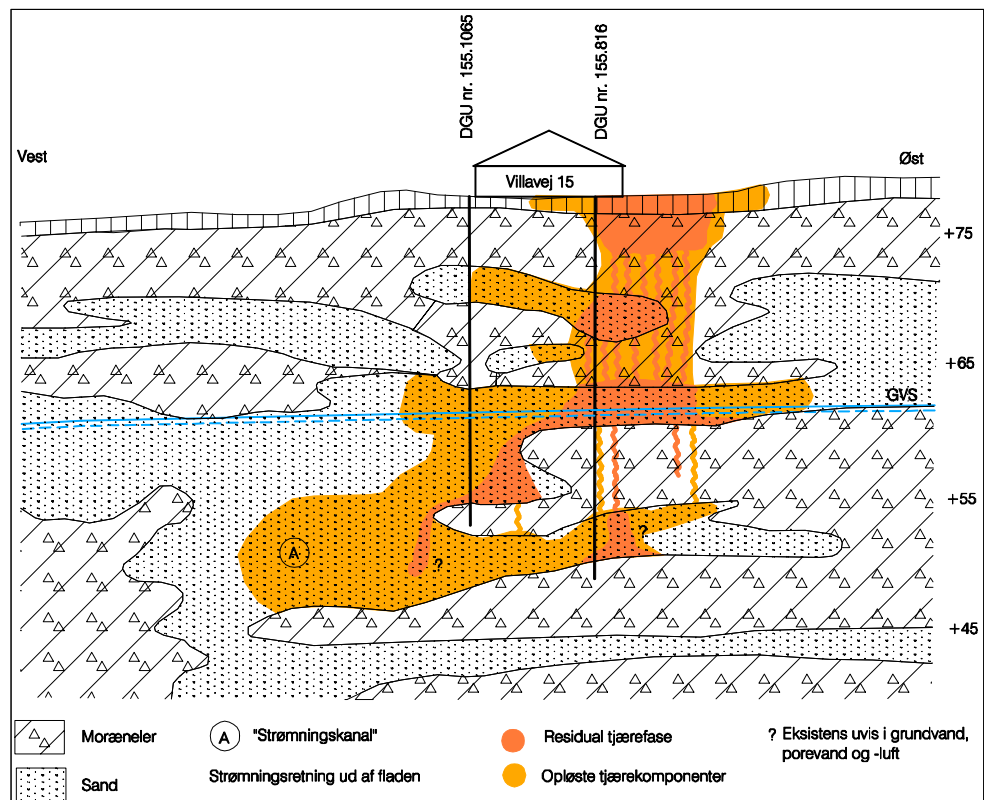 DGU nr. 155.1065
DGU nr. 155.816
Vest
Øst
Villavej 15
+75
+65
GVS
+55
A
?
?
+45
Moræneler
A
"Strømningskanal"
Residual tjærefase
? Eksistens uvis i grundvand,
porevand og -luft
Sand
Strømningsretning ud af fladen
Opløste tjærekomponenter